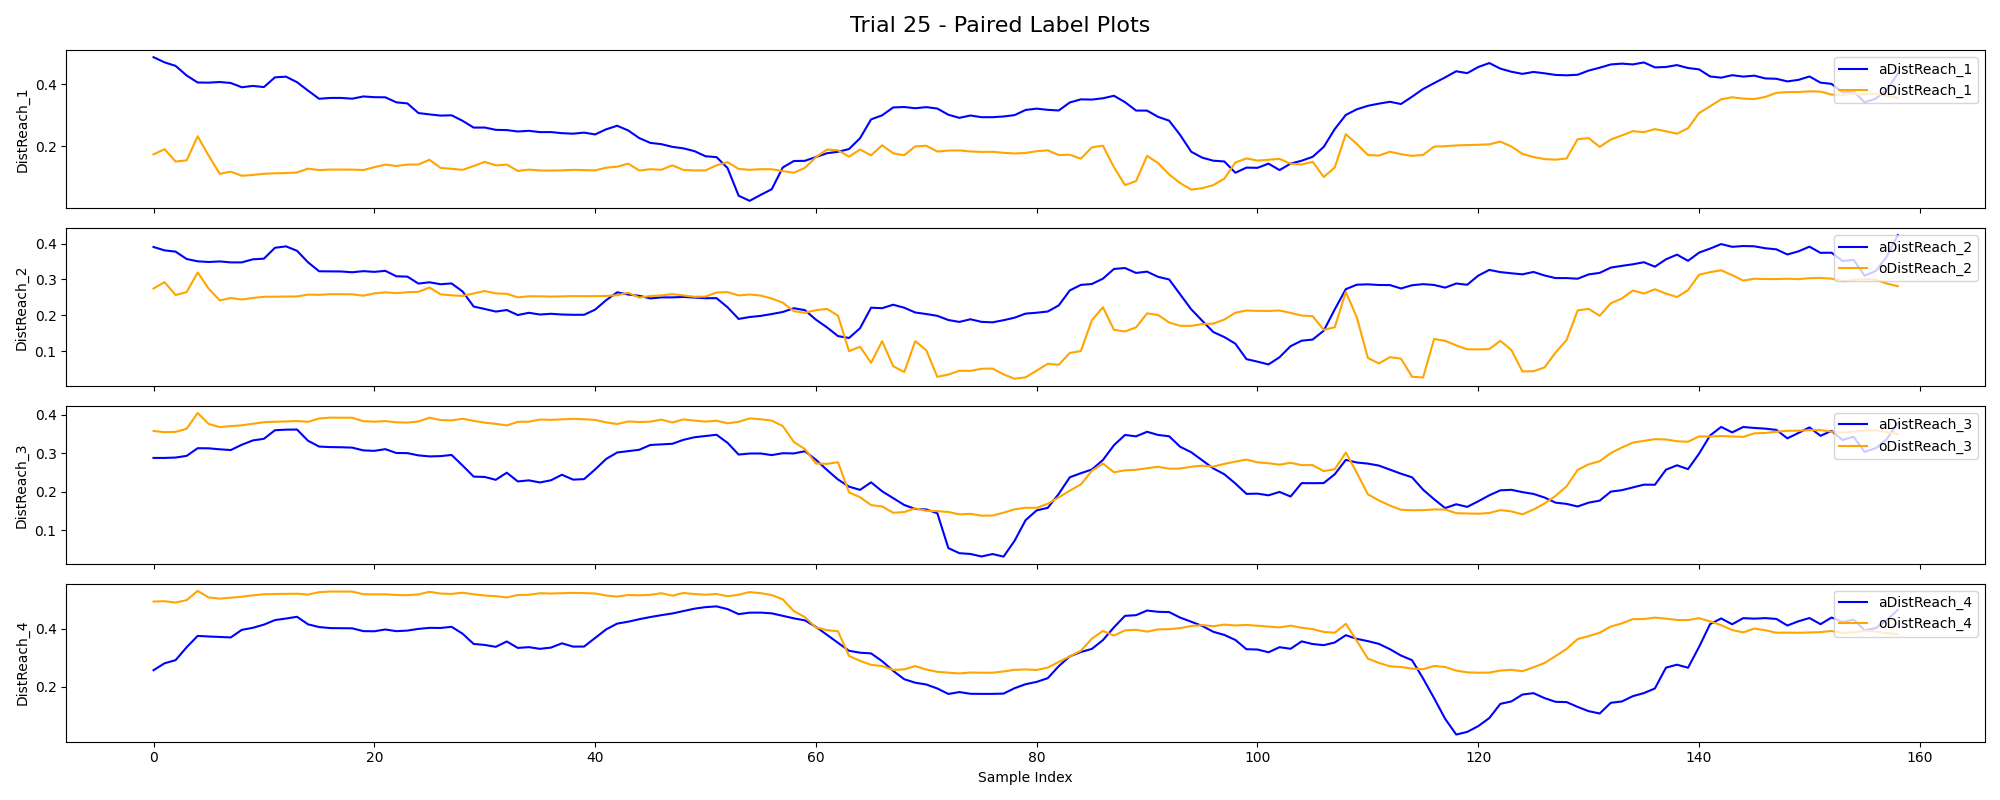 Trial 25 - Paired Label Plots
DistReach_1
0.4
0.2
aDistReach_1
oDistReach_1
DistReach_2
0.4
0.3
0.2
0.1
aDistReach_2
oDistReach_2
DistReach_3
0.4
0.3
0.2
0.1
aDistReach_3
oDistReach_3
DistReach_4
0.4
0.2
aDistReach_4
oDistReach_4
0 20 40 60 80 100 120 140 160
Sample Index